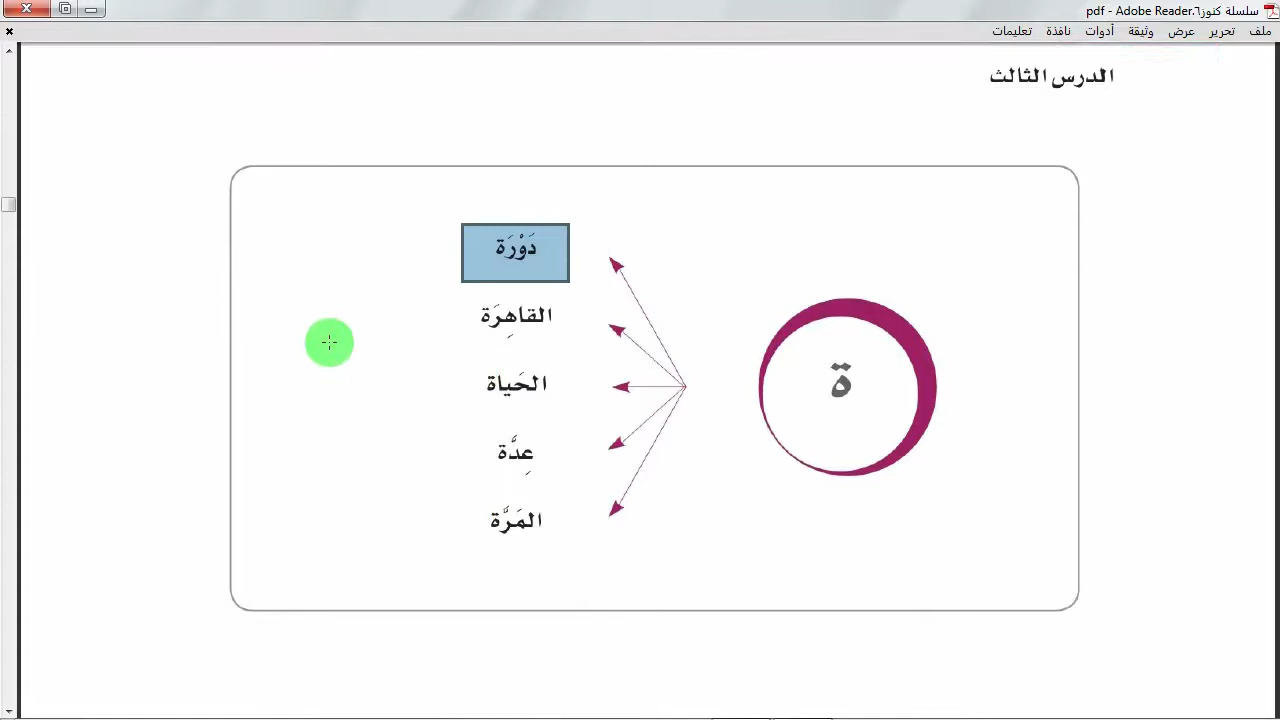 سلسلة كنوز٦.pdf - Adobe Reader
ملف تحرير عرض وثيقة أدوات نافذة تعليمات
الدرس الثالث
دَوْرَة
القاهِرَة
ة
الحَياة
عِدَّة
المَرَّة